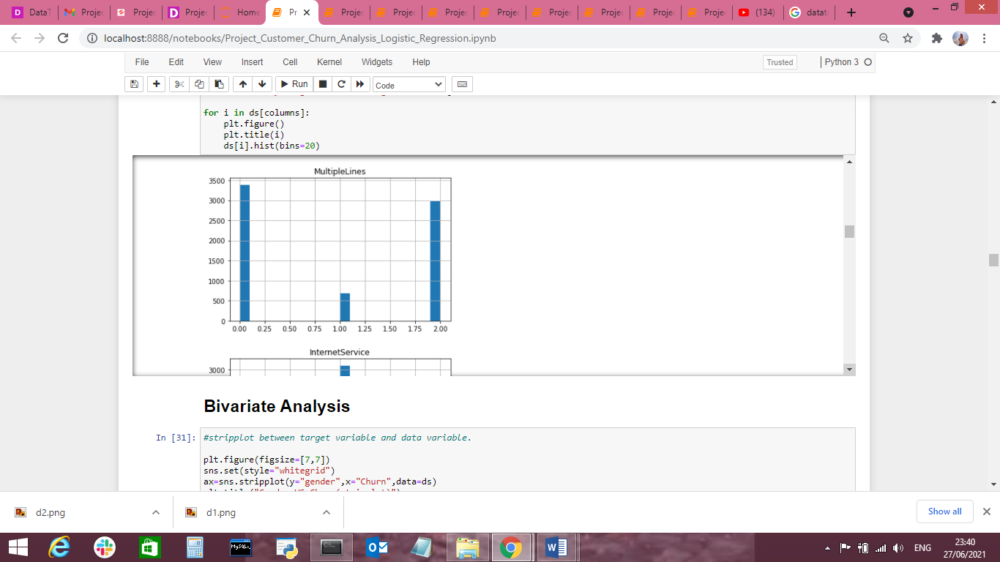 DataT
Projec
Projec
Projec
Home
Pr
Projec
Projec
Projec
Projec
Projec
Projec
Projec
Projec
(134)
datat
localhost:8888/notebooks/Project_Customer_Churn_Analysis_Logistic_Regression.ipynb
File Edit View Insert Cell Kernel Widgets Help
Trusted
Python 3
Run
Code
for i in ds[columns]:
plt.figure()
plt.title(i)
ds[i].hist(bins=20)
MultipleLines
3500
3000
2500
2000
1500
1000
500
0
0.00 0.25 0.50 0.75 1.00 1.25 1.50 1.75 2.00
InternetService
3000
Bivariate Analysis
In [31]:
#stripplot between target variable and data variable.
plt.figure(figsize=[7,7])
sns.set(style="whitegrid")
ax=sns.stripplot(y="gender",x="Churn",data=ds)
d2.png
d1.png
Show all
MySQL
ENG
23:40
27/06/2021